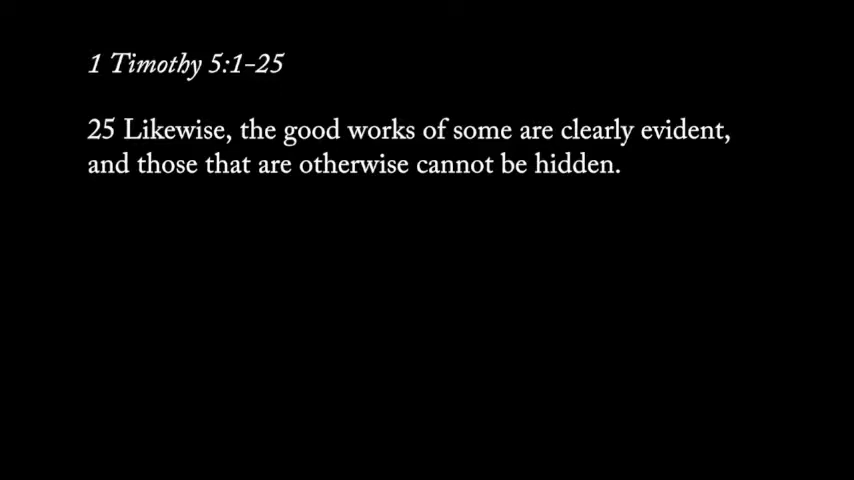 1 Timothy 5:1-25
25 Likewise, the good works of some are clearly evident,
and those that are otherwise cannot be hidden.